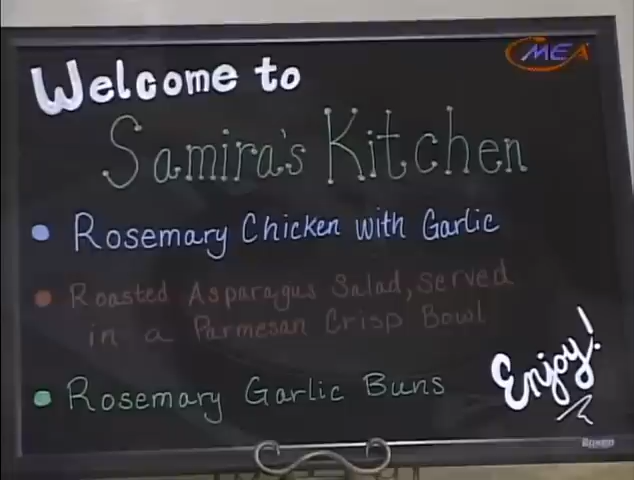 MEA
Welcome to
Samira's Kitchen
• Rosemary Chicken with Garlic
• Roasted Asparagus Salad, served
in a Parmesan Crisp Bowl
• Rosemary Garlic Buns
Enjoy!